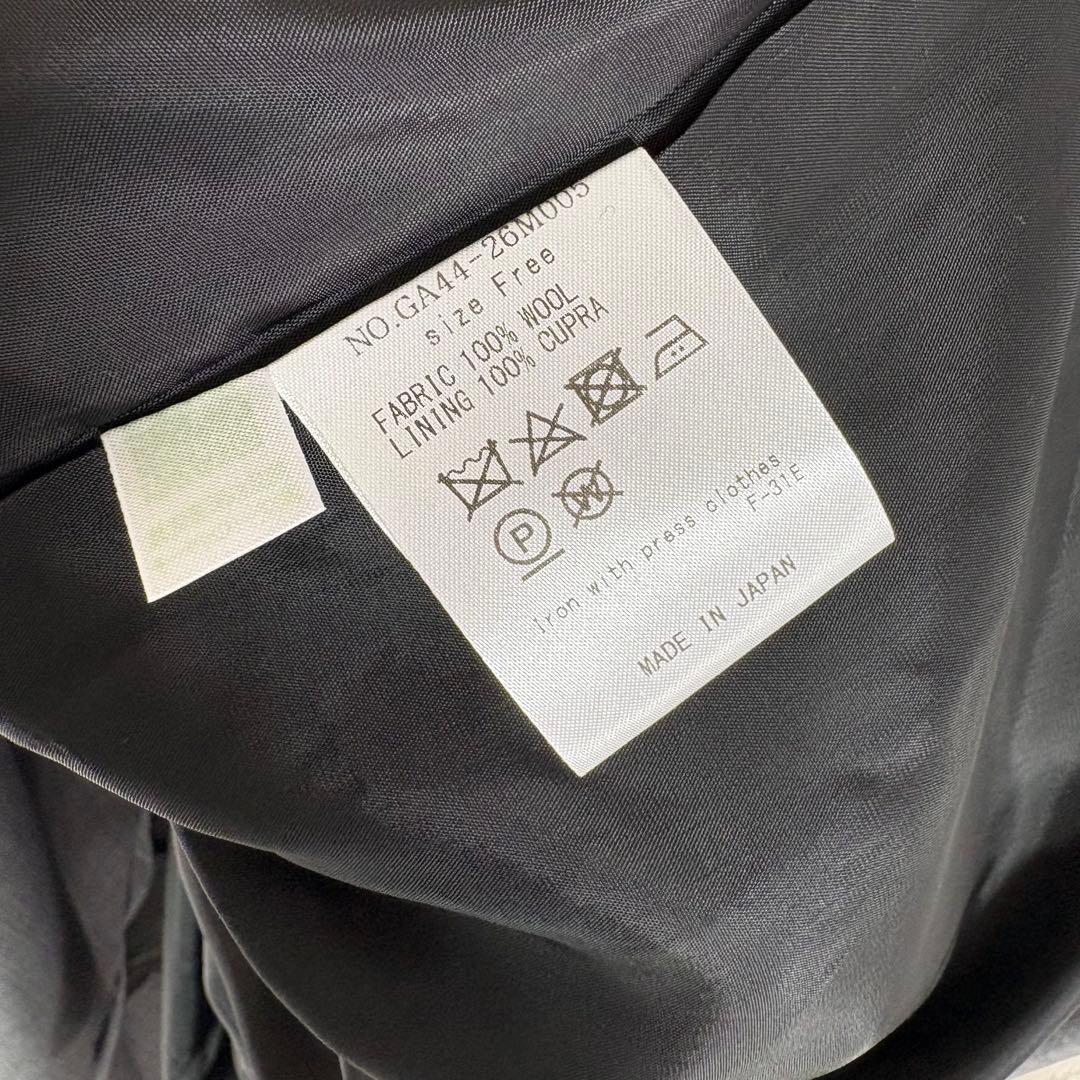 NO.GA44-26M005
size Free
FABRIC 100% WOOL
LINING 100% CUPRA
P W
Iron with press clothes
F-31E
MADE IN JAPAN